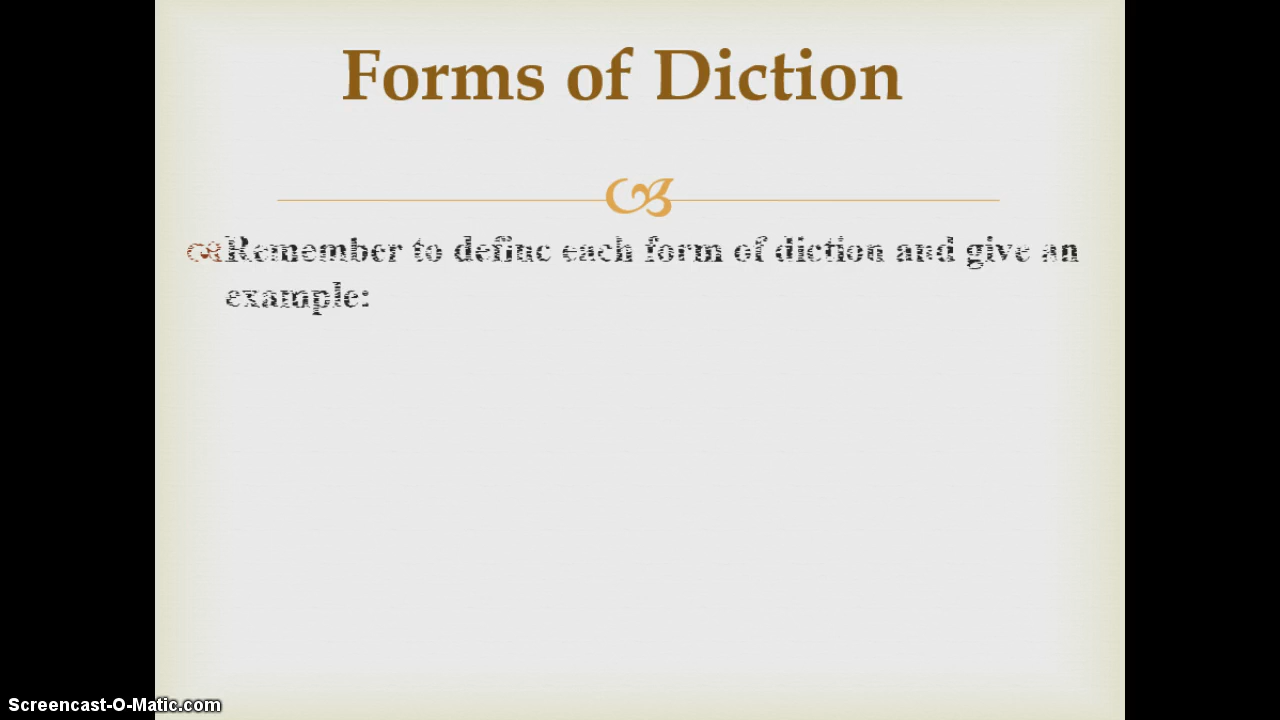 Forms of Diction
Remember to define each form of diction and give an
example:
Screencast-O-Matic.com